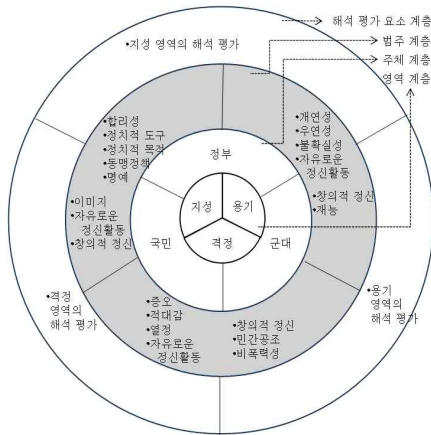 해석 평가 요소 계층
범주 계층
주체 계층
영역 계층
•지성 영역의 해석 평가
•합리성
•정치적 도구
•정치적 목적
•동맹정책
•명예
•개연성
•우연성
•불확실성
•자유로운
정신활동
•창의적 정신
•재능
•이미지
•자유로운
정신활동
•창의적 정신
정부
지성
용기
격정
국민
군대
•격정
영역의
해석 평가
•용기
영역의
해석 평가
•증오
•적대감
•열정
•자유로운
정신활동
•창의적 정신
•민간공조
•비폭력성